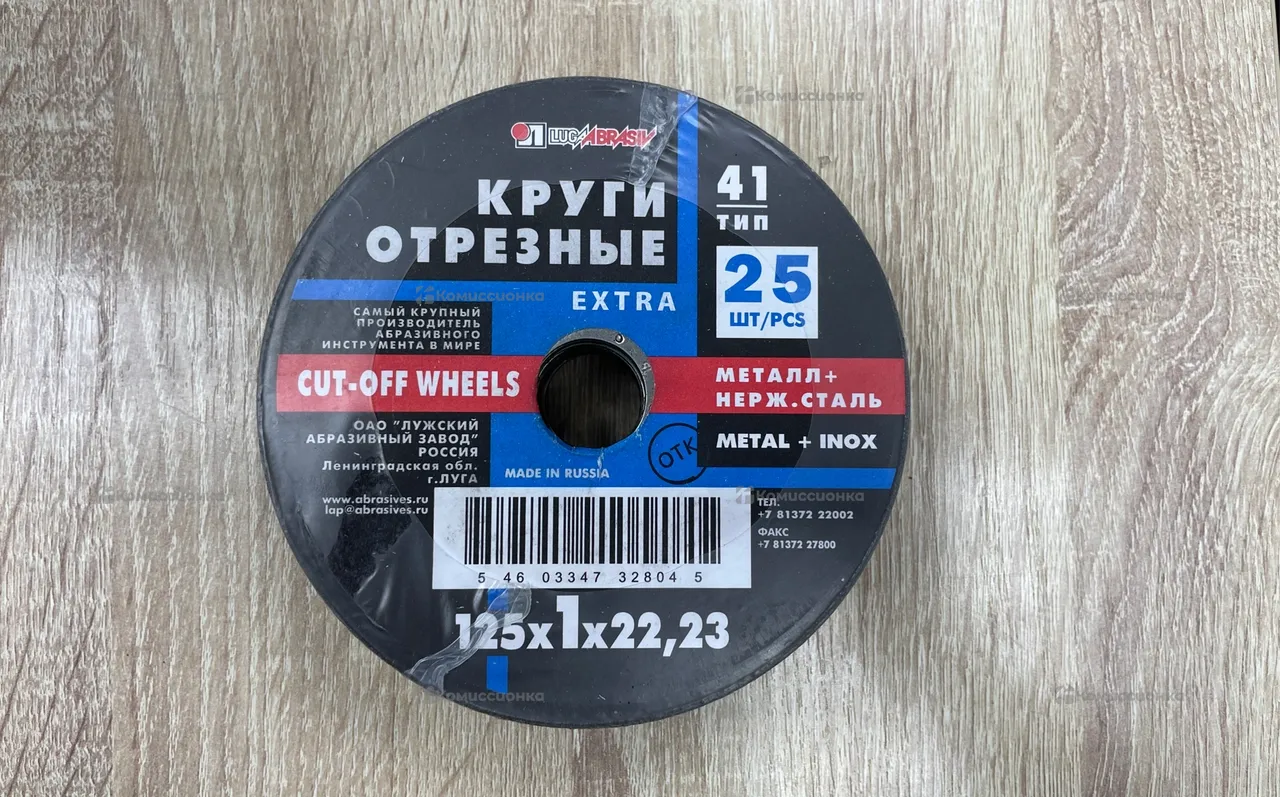 LUGAABRASIV
КРУГИ
ОТРЕЗНЫЕ
EXTRA
41
ТИП
25
ШТ/PCS
САМЫЙ КРУПНЫЙ
ПРОИЗВОДИТЕЛЬ
АБРАЗИВНОГО
ИНСТРУМЕНТА В МИРЕ
CUT-OFF WHEELS
МЕТАЛЛ+
НЕРЖ.СТАЛЬ
METAL + INOX
ОАО "ЛУЖСКИЙ
АБРАЗИВНЫЙ ЗАВОД"
РОССИЯ
Ленинградская обл.
г.ЛУГА
www.abrasives.ru
lap@abrasives.ru
MADE IN RUSSIA
ОТК
ТЕЛ.
+7 81372 22002
ФАКС
+7 81372 27800
5 46 03347 32804 5
125x1x22,23
Комиссионка
Комиссионка
Комиссионка
Комиссионка